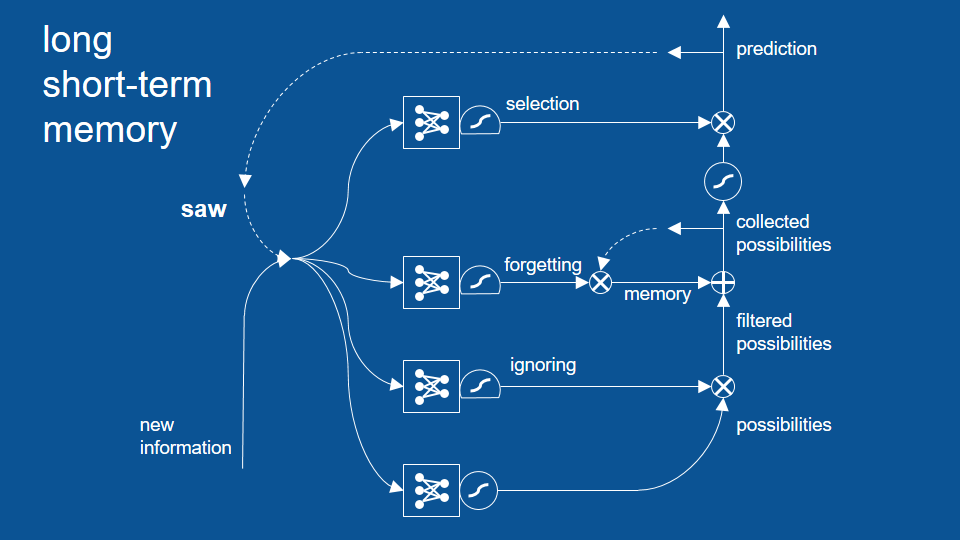 long
short-term
memory
prediction
selection
saw
collected
possibilities
forgetting
memory
filtered
possibilities
ignoring
new
information
possibilities